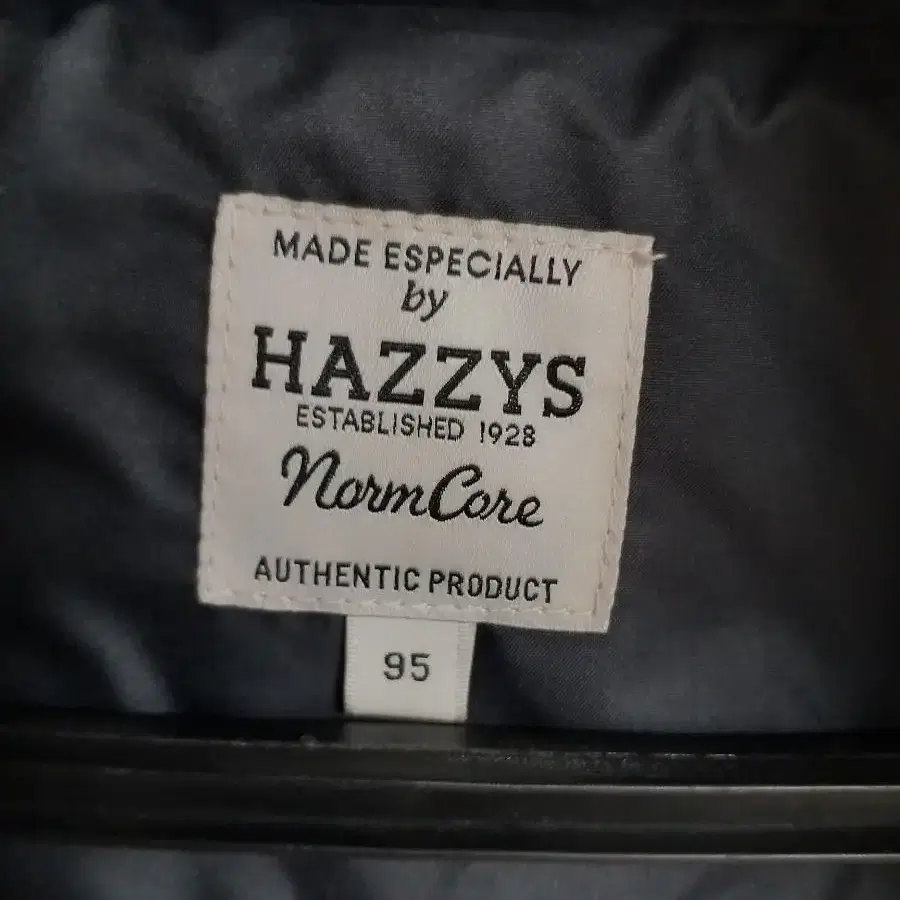 MADE ESPECIALLY
by
HAZZYS
ESTABLISHED 1928
NormCore
AUTHENTIC PRODUCT
95